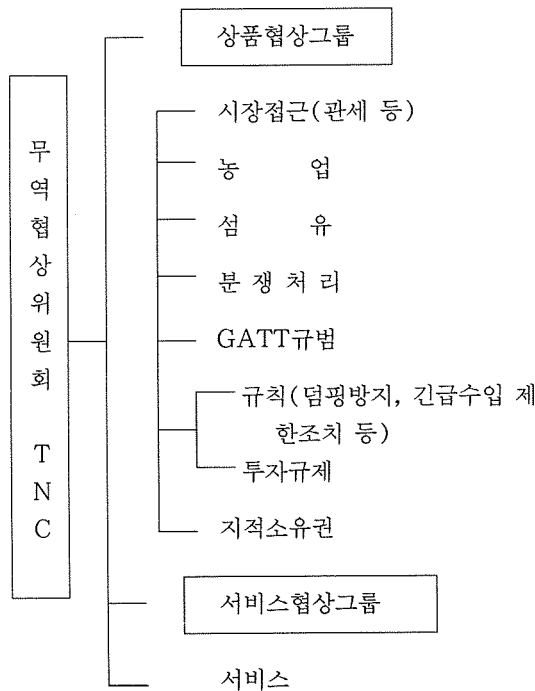 상품협상그룹
무역협상위원회 TNC
시장접근(관세 등)
농 업
섬 유
분 쟁 처 리
GATT규범
규칙(덤핑방지, 긴급수입 제
한조치 등)
투자규제
지적소유권
서비스협상그룹
서비스